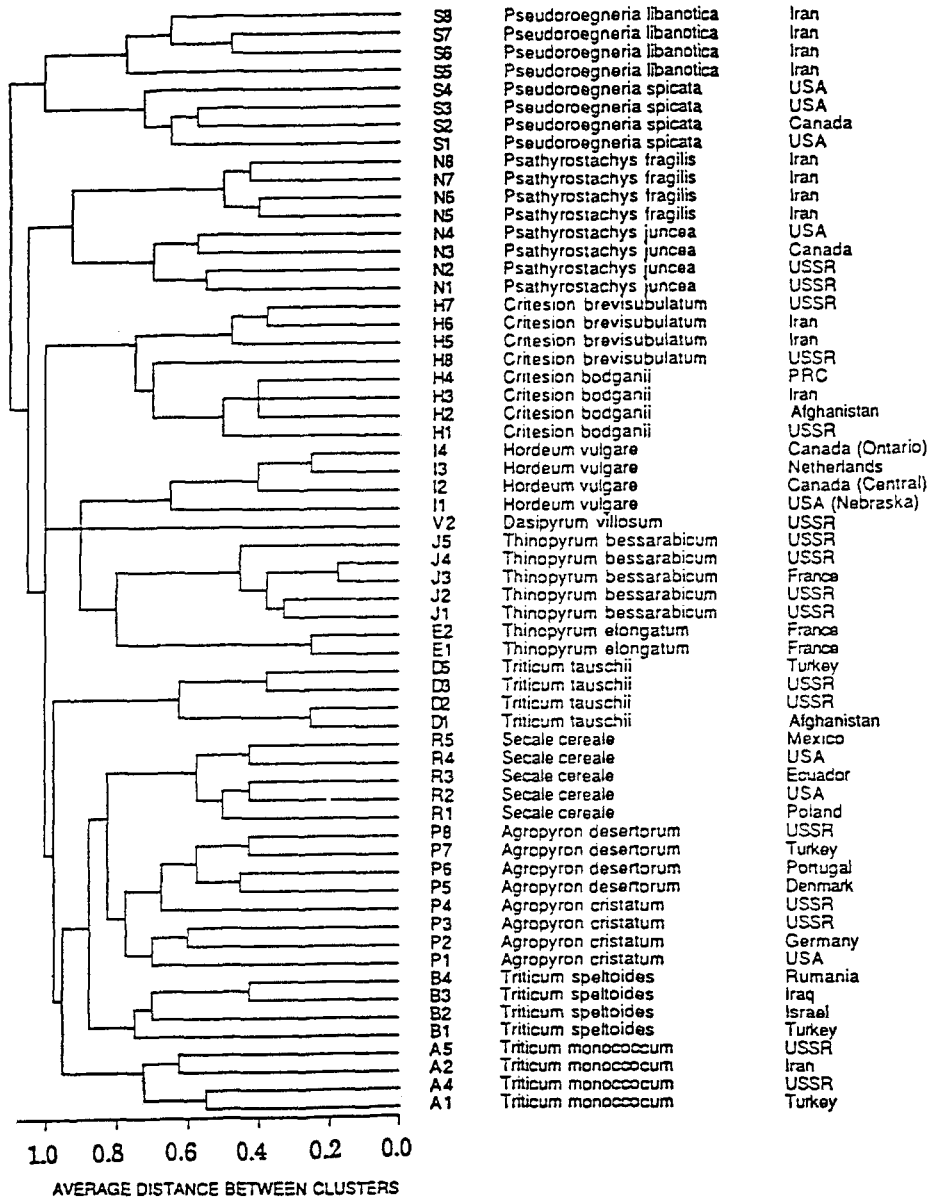 S8 Pseudoroegneria libanotica Iran
S7 Pseudoroegneria libanotica Iran
S6 Pseudoroegneria libanotica Iran
S5 Pseudoroegneria libanotica Iran
S4 Pseudoroegneria spicata USA
S3 Pseudoroegneria spicata USA
S2 Pseudoroegneria spicata Canada
S1 Pseudoroegneria spicata USA
N8 Psathyrostachys fragilis Iran
N7 Psathyrostachys fragilis Iran
N6 Psathyrostachys fragilis Iran
N5 Psathyrostachys fragilis Iran
N4 Psathyrostachys juncea USA
N3 Psathyrostachys juncea Canada
N2 Psathyrostachys juncea USSR
N1 Psathyrostachys juncea USSR
H7 Critesion brevisubulatum USSR
H6 Critesion brevisubulatum Iran
H5 Critesion brevisubulatum Iran
H8 Critesion brevisubulatum USSR
H4 Critesion bodganii PRC
H3 Critesion bodganii Iran
H2 Critesion bodganii Afghanistan
H1 Critesion bodganii USSR
I4 Hordeum vulgare Canada (Ontario)
I3 Hordeum vulgare Netherlands
I2 Hordeum vulgare Canada (Central)
I1 Hordeum vulgare USA (Nebraska)
V2 Dasipyrum villosum USSR
J5 Thinopyrum bessarabicum USSR
J4 Thinopyrum bessarabicum USSR
J3 Thinopyrum bessarabicum France
J2 Thinopyrum bessarabicum USSR
J1 Thinopyrum bessarabicum USSR
E2 Thinopyrum elongatum France
E1 Thinopyrum elongatum France
D5 Triticum tauschii Turkey
D3 Triticum tauschii USSR
D2 Triticum tauschii USSR
D1 Triticum tauschii Afghanistan
R5 Secale cereale Mexico
R4 Secale cereale USA
R3 Secale cereale Ecuador
R2 Secale cereale USA
R1 Secale cereale Poland
P8 Agropyron desertorum USSR
P7 Agropyron desertorum Turkey
P6 Agropyron desertorum Portugal
P5 Agropyron desertorum Denmark
P4 Agropyron cristatum USSR
P3 Agropyron cristatum USSR
P2 Agropyron cristatum Germany
P1 Agropyron cristatum USA
B4 Triticum speltoides Rumania
B3 Triticum speltoides Iraq
B2 Triticum speltoides Israel
B1 Triticum speltoides Turkey
A5 Triticum monococcum USSR
A2 Triticum monococcum Iran
A4 Triticum monococcum USSR
A1 Triticum monococcum Turkey
1.0 0.8 0.6 0.4 0.2 0.0
AVERAGE DISTANCE BETWEEN CLUSTERS